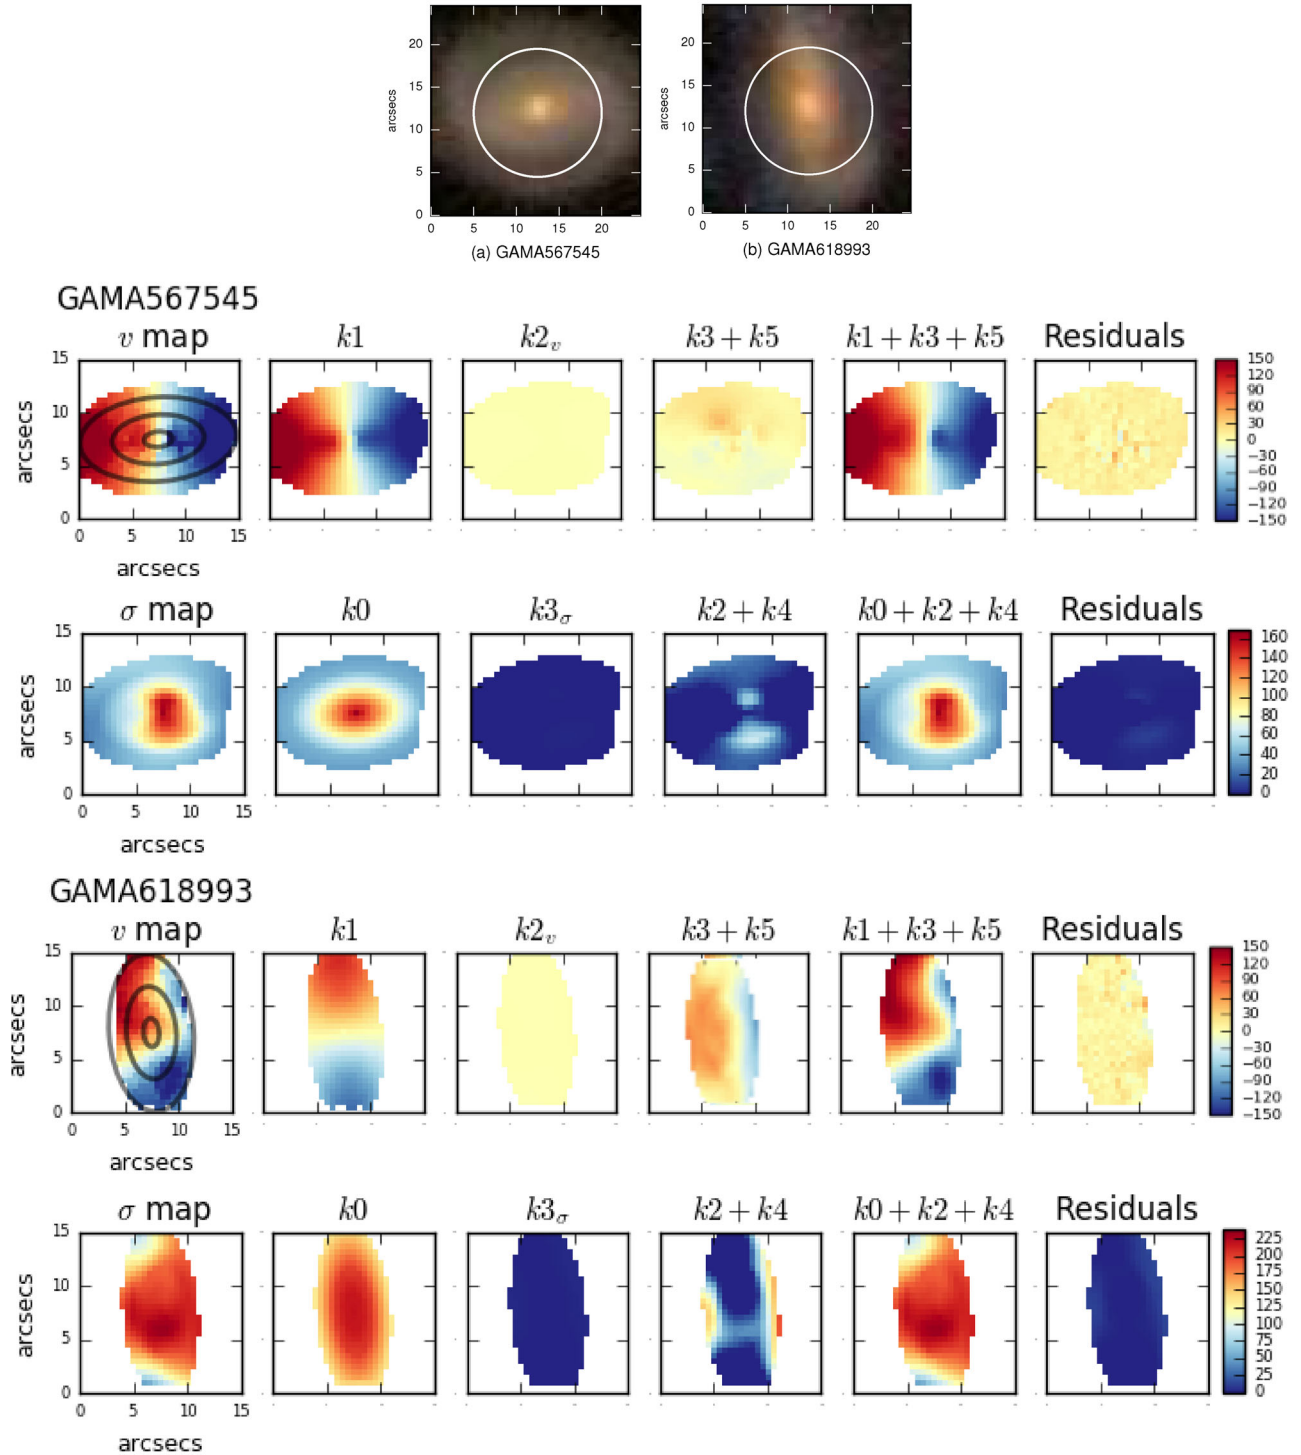 20
15
10
5
0
arcsecs
0 5 10 15 20
(a) GAMA567545
20
15
10
5
0
arcsecs
0 5 10 15 20
(b) GAMA618993
GAMA567545
v map k1 k2v k3 + k5 k1 + k3 + k5 Residuals
15
10
5
0
arcsecs
0 5 10 15
arcsecs
150
120
90
60
30
0
−30
−60
−90
−120
−150
σ map k0 k3σ k2 + k4 k0 + k2 + k4 Residuals
15
10
5
0
arcsecs
0 5 10 15
arcsecs
160
140
120
100
80
60
40
20
0
GAMA618993
v map k1 k2v k3 + k5 k1 + k3 + k5 Residuals
15
10
5
0
arcsecs
0 5 10 15
arcsecs
150
120
90
60
30
0
−30
−60
−90
−120
−150
σ map k0 k3σ k2 + k4 k0 + k2 + k4 Residuals
15
10
5
0
arcsecs
0 5 10 15
arcsecs
225
200
175
150
125
100
75
50
25
0